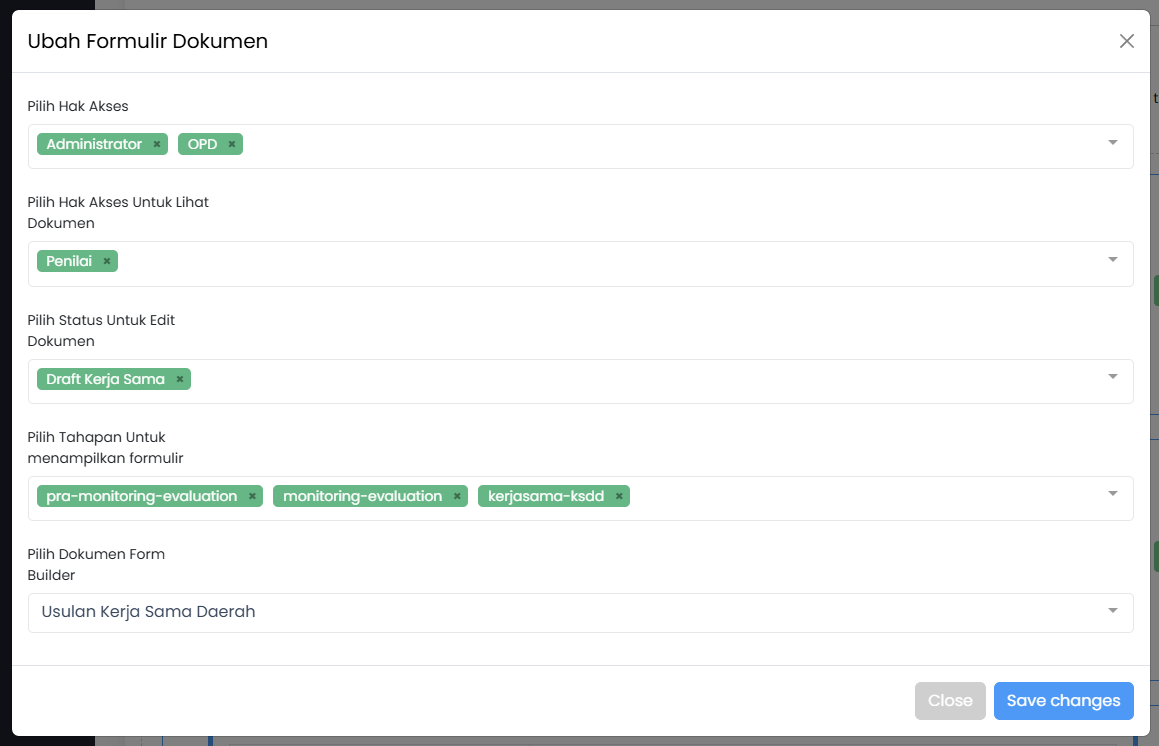 Ubah Formulir Dokumen
Pilih Hak Akses
Administrator × OPD ×
Pilih Hak Akses Untuk Lihat
Dokumen
Penilai ×
Pilih Status Untuk Edit
Dokumen
Draft Kerja Sama ×
Pilih Tahapan Untuk
menampilkan formulir
pra-monitoring-evaluation × monitoring-evaluation × kerjasama-ksdd ×
Pilih Dokumen Form
Builder
Usulan Kerja Sama Daerah
Close Save changes